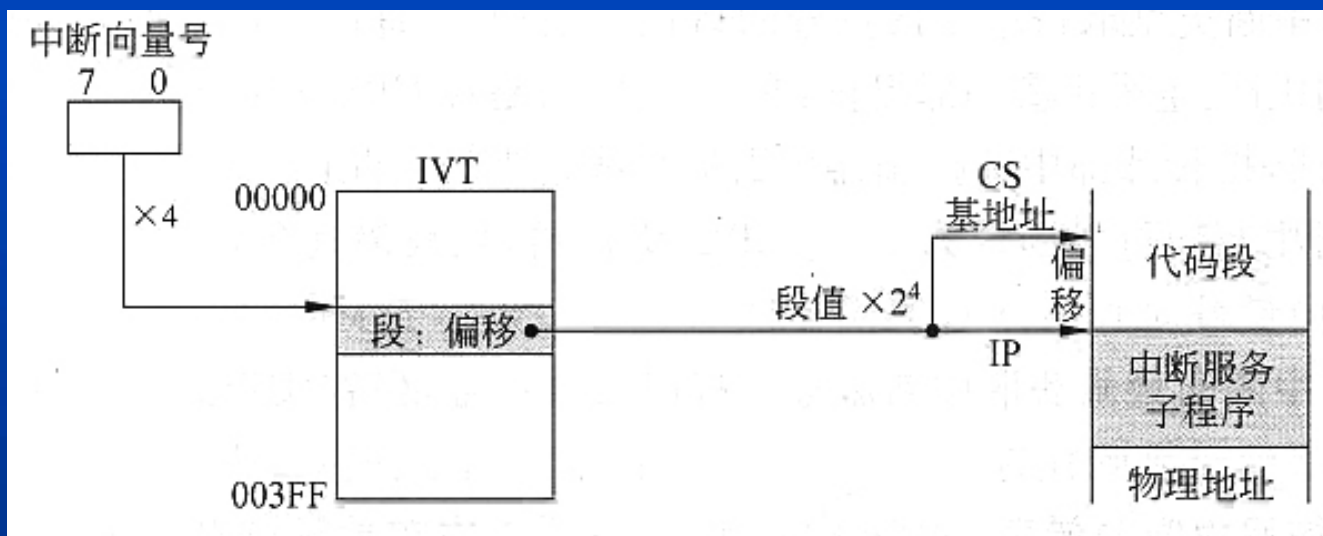 中断向量号
7 0
×4
IVT
00000
段：偏移
003FF
段值 ×2⁴
CS
基地址
偏
移
IP
代码段
中断服务
子程序
物理地址